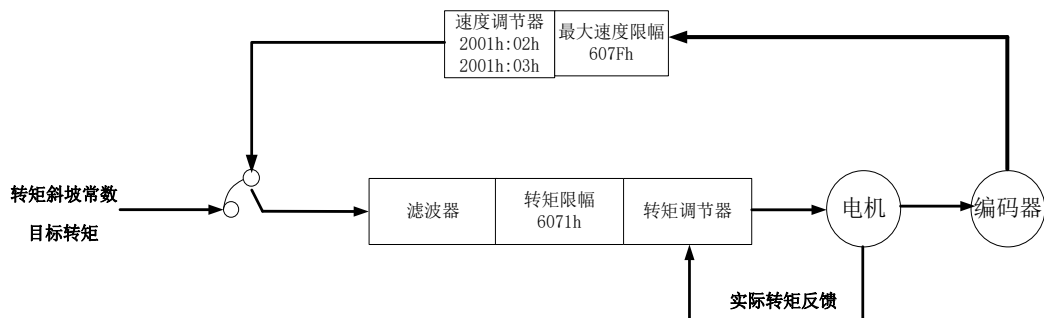 速度调节器
2001h:02h
2001h:03h
最大速度限幅
607Fh
转矩斜坡常数
目标转矩
滤波器
转矩限幅
6071h
转矩调节器
电机
编码器
实际转矩反馈